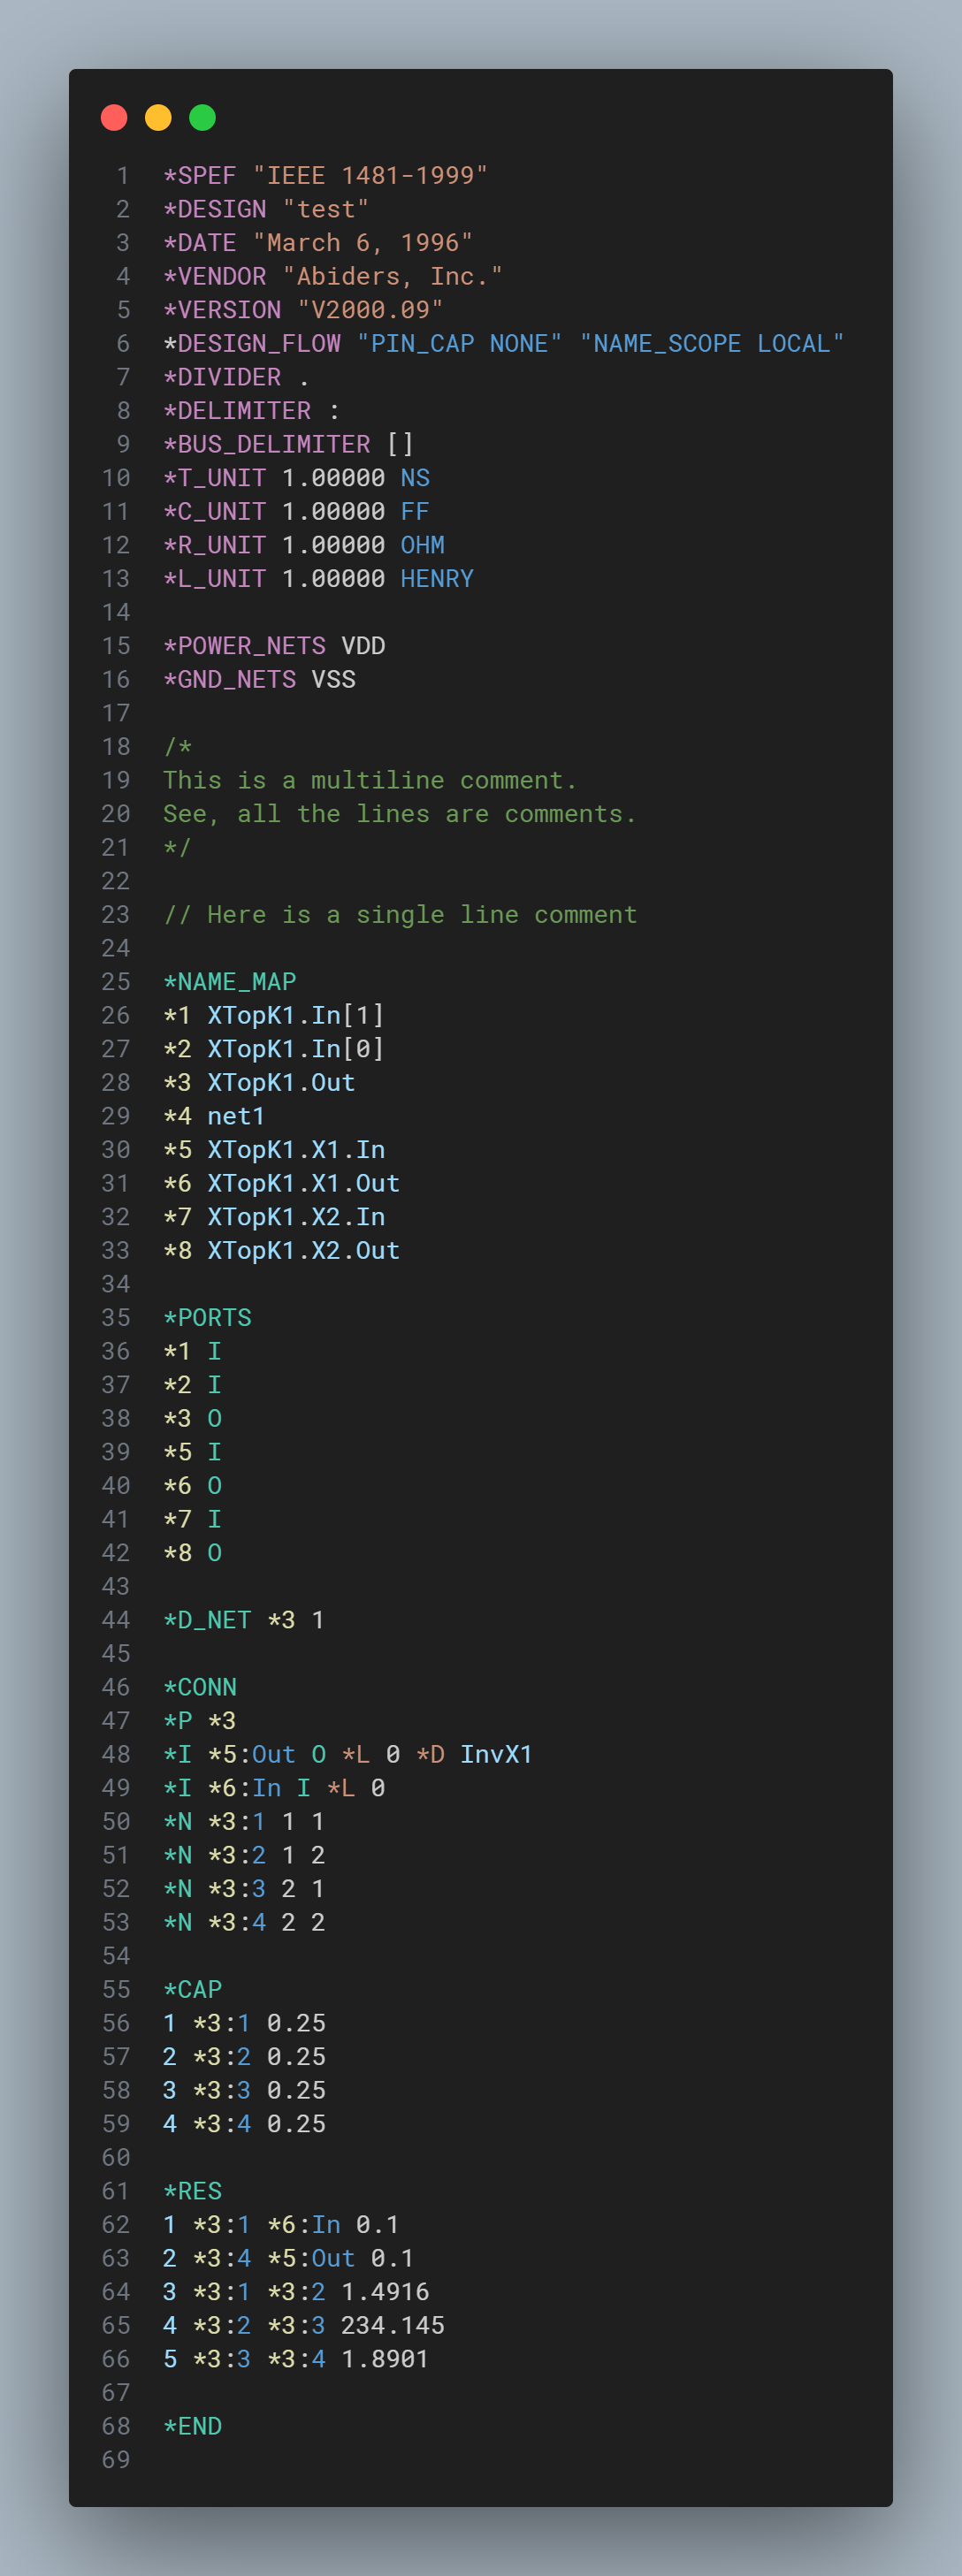 1 *SPEF "IEEE 1481-1999"
2 *DESIGN "test"
3 *DATE "March 6, 1996"
4 *VENDOR "Abiders, Inc."
5 *VERSION "V2000.09"
6 *DESIGN_FLOW "PIN_CAP NONE" "NAME_SCOPE LOCAL"
7 *DIVIDER .
8 *DELIMITER :
9 *BUS_DELIMITER []
10 *T_UNIT 1.00000 NS
11 *C_UNIT 1.00000 FF
12 *R_UNIT 1.00000 OHM
13 *L_UNIT 1.00000 HENRY
14
15 *POWER_NETS VDD
16 *GND_NETS VSS
17
18 /*
19 This is a multiline comment.
20 See, all the lines are comments.
21 */
22
23 // Here is a single line comment
24
25 *NAME_MAP
26 *1 XTopK1.In[1]
27 *2 XTopK1.In[0]
28 *3 XTopK1.Out
29 *4 net1
30 *5 XTopK1.X1.In
31 *6 XTopK1.X1.Out
32 *7 XTopK1.X2.In
33 *8 XTopK1.X2.Out
34
35 *PORTS
36 *1 I
37 *2 I
38 *3 O
39 *5 I
40 *6 O
41 *7 I
42 *8 O
43
44 *D_NET *3 1
45
46 *CONN
47 *P *3
48 *I *5:Out O *L 0 *D InvX1
49 *I *6:In I *L 0
50 *N *3:1 1 1
51 *N *3:2 1 2
52 *N *3:3 2 1
53 *N *3:4 2 2
54
55 *CAP
56 1 *3:1 0.25
57 2 *3:2 0.25
58 3 *3:3 0.25
59 4 *3:4 0.25
60
61 *RES
62 1 *3:1 *6:In 0.1
63 2 *3:4 *5:Out 0.1
64 3 *3:1 *3:2 1.4916
65 4 *3:2 *3:3 234.145
66 5 *3:3 *3:4 1.8901
67
68 *END
69